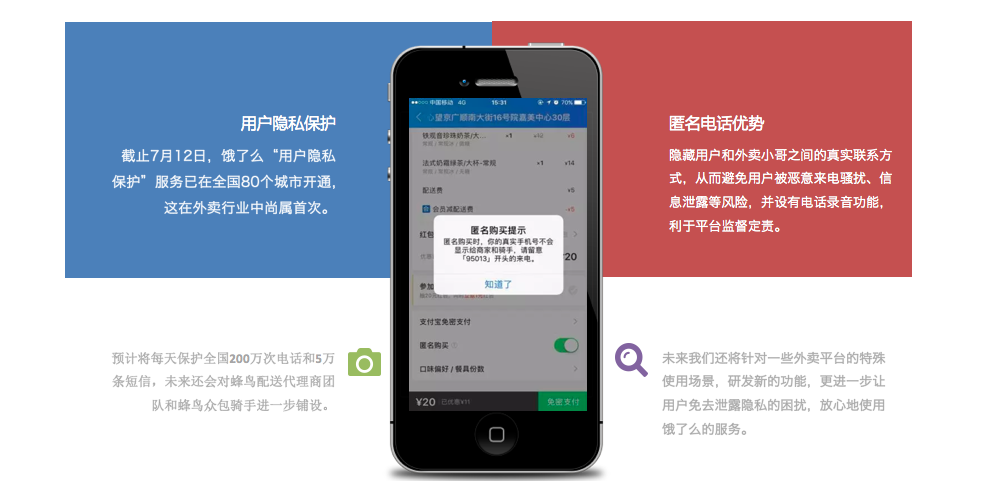 用户隐私保护
截止7月12日，饿了么“用户隐私
保护”服务已在全国80个城市开通，
这在外卖行业中尚属首次。
匿名电话优势
隐藏用户和外卖小哥之间的真实联系方
式，从而避免用户被恶意来电骚扰、信
息泄露等风险，并设有电话录音功能，
利于平台监督定责。
中国移动 4G 15:31 70%
望京广顺南大街16号院嘉美中心30层
铁观音珍珠奶茶/大... ×1 ¥12 ¥6
法式奶霜绿茶/大杯-常规 ×1 ¥14
配送费 ¥5
会员减配送费
红包
¥20
匿名购买提示
匿名购买时，你的真实手机号不会
显示给商家和骑手，请留意
「95013」开头的来电。
知道了
参加
支付宝免密支付
匿名购买
口味偏好 / 餐具份数
¥20 已优惠¥11 免密支付
预计将每天保护全国200万次电话和5万
条短信，未来还会对蜂鸟配送代理商团
队和蜂鸟众包骑手进一步铺设。
未来我们还将针对一些外卖平台的特殊
使用场景，研发新的功能，更进一步让
用户免去泄露隐私的困扰，放心地使用
饿了么的服务。